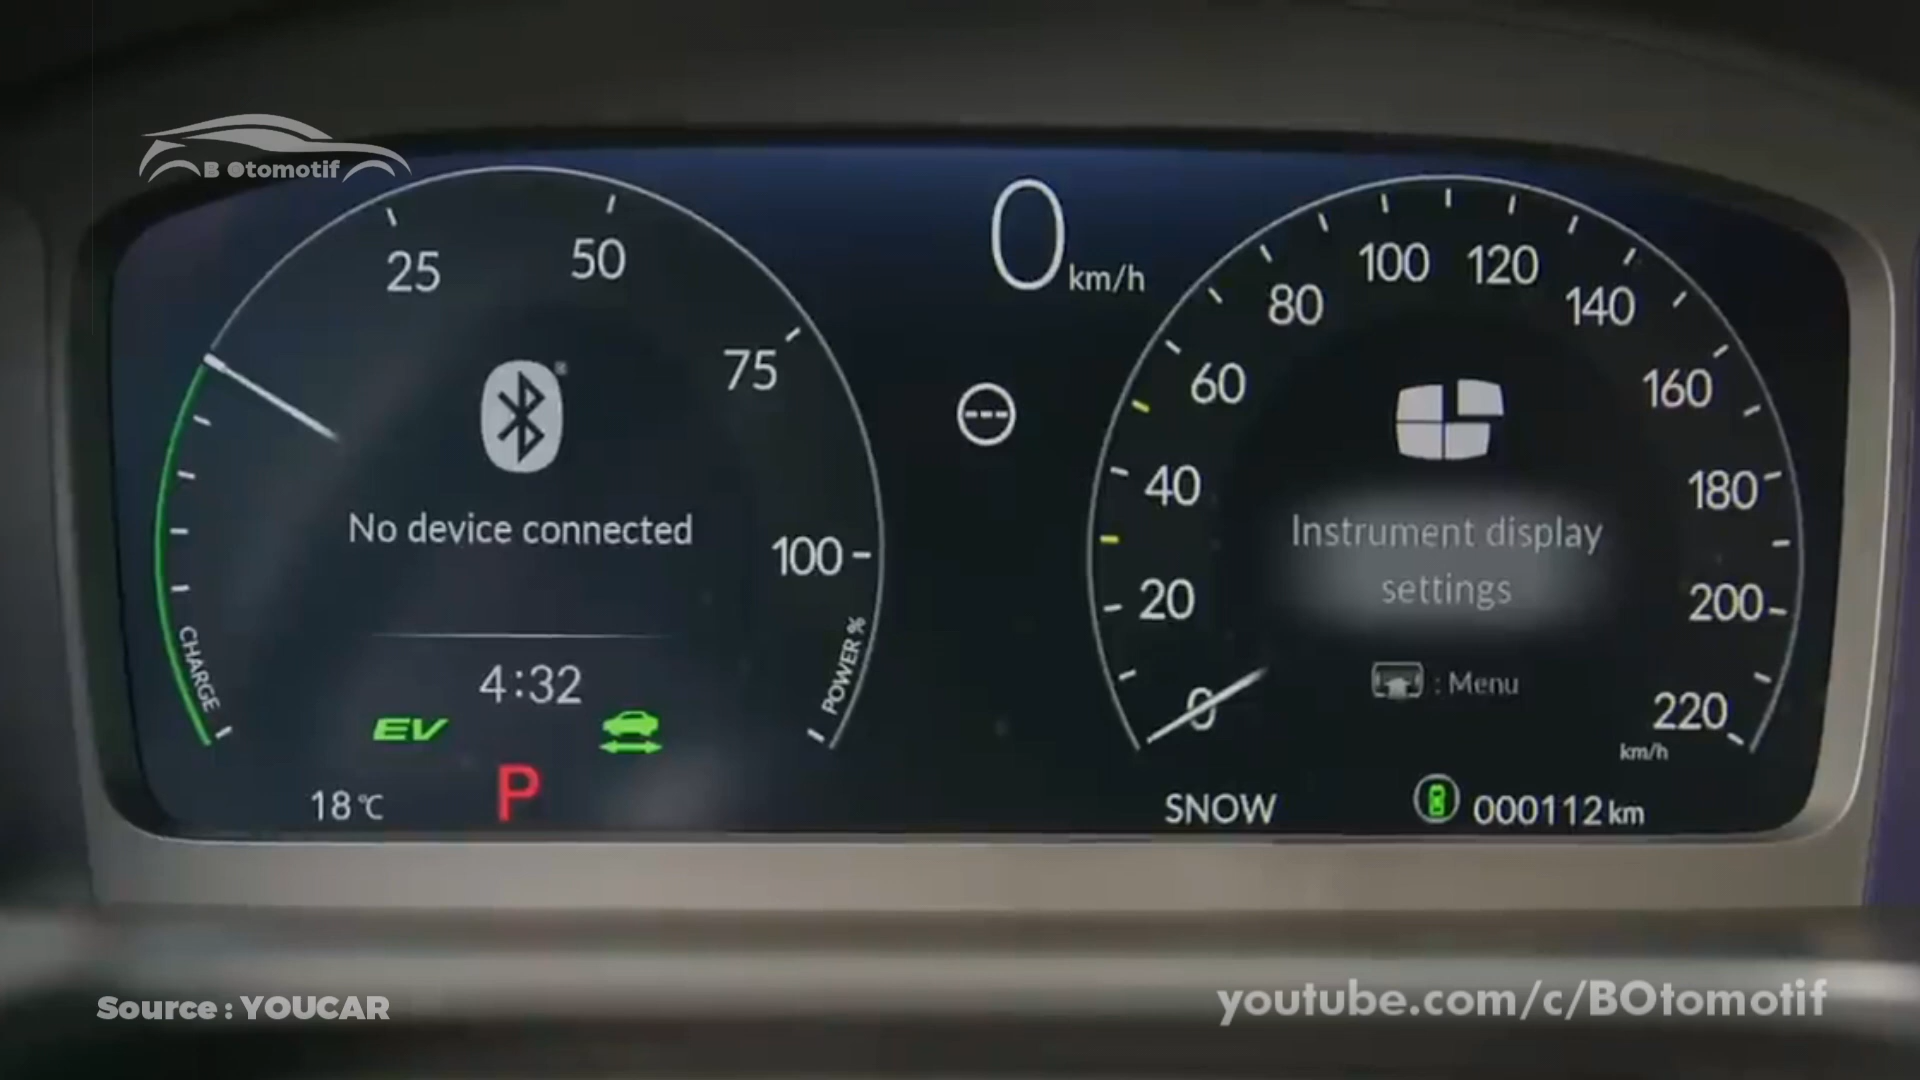 B Otomotif
0 km/h
25
50
75
100
CHARGE
POWER %
No device connected
4:32
EV
18°C
P
---
0
20
40
60
80
100
120
140
160
180
200
220
km/h
Instrument display
settings
: Menu
SNOW
000112 km
Source : YOUCAR
youtube.com/c/BOtomotif